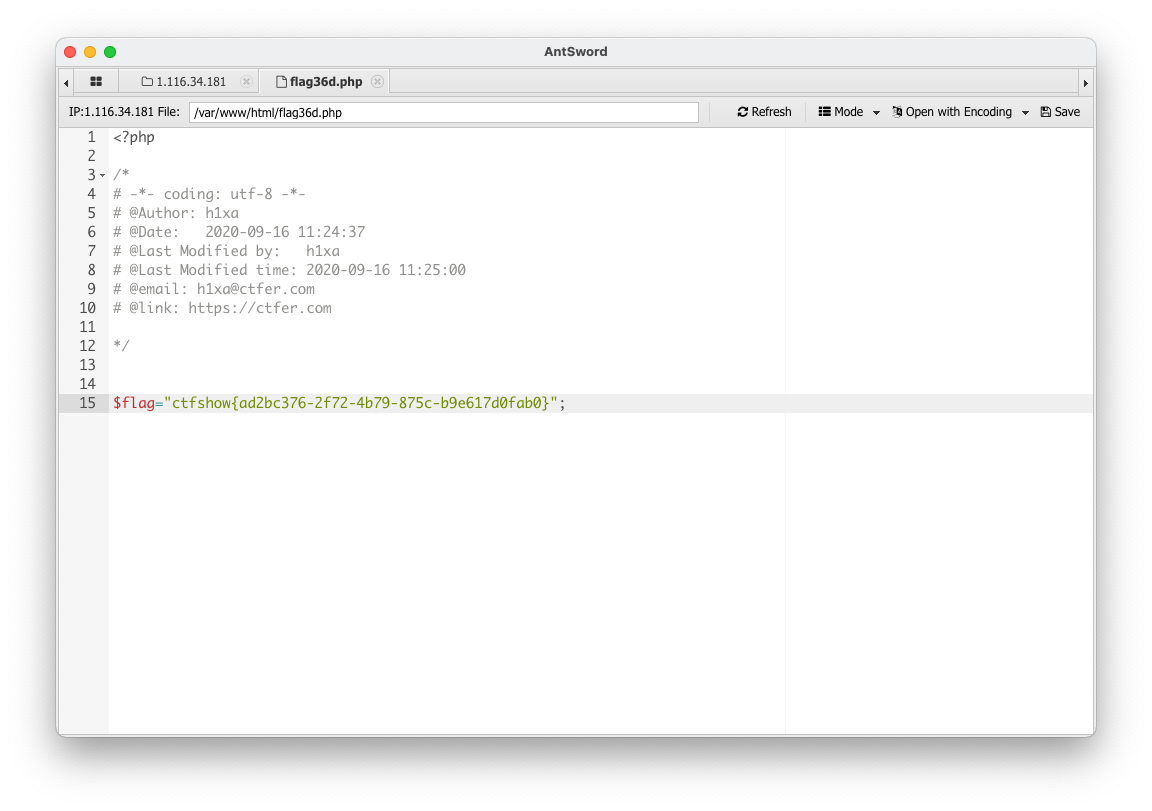 AntSword
1.116.34.181
flag36d.php
IP:1.116.34.181 File: /var/www/html/flag36d.php Refresh Mode Open with Encoding Save
1 <?php
2
3 /*
4 # -*- coding: utf-8 -*-
5 # @Author: h1xa
6 # @Date:   2020-09-16 11:24:37
7 # @Last Modified by:   h1xa
8 # @Last Modified time: 2020-09-16 11:25:00
9 # @email: h1xa@ctfer.com
10 # @link: https://ctfer.com
11
12 */
13
14
15 $flag="ctfshow{ad2bc376-2f72-4b79-875c-b9e617d0fab0}";